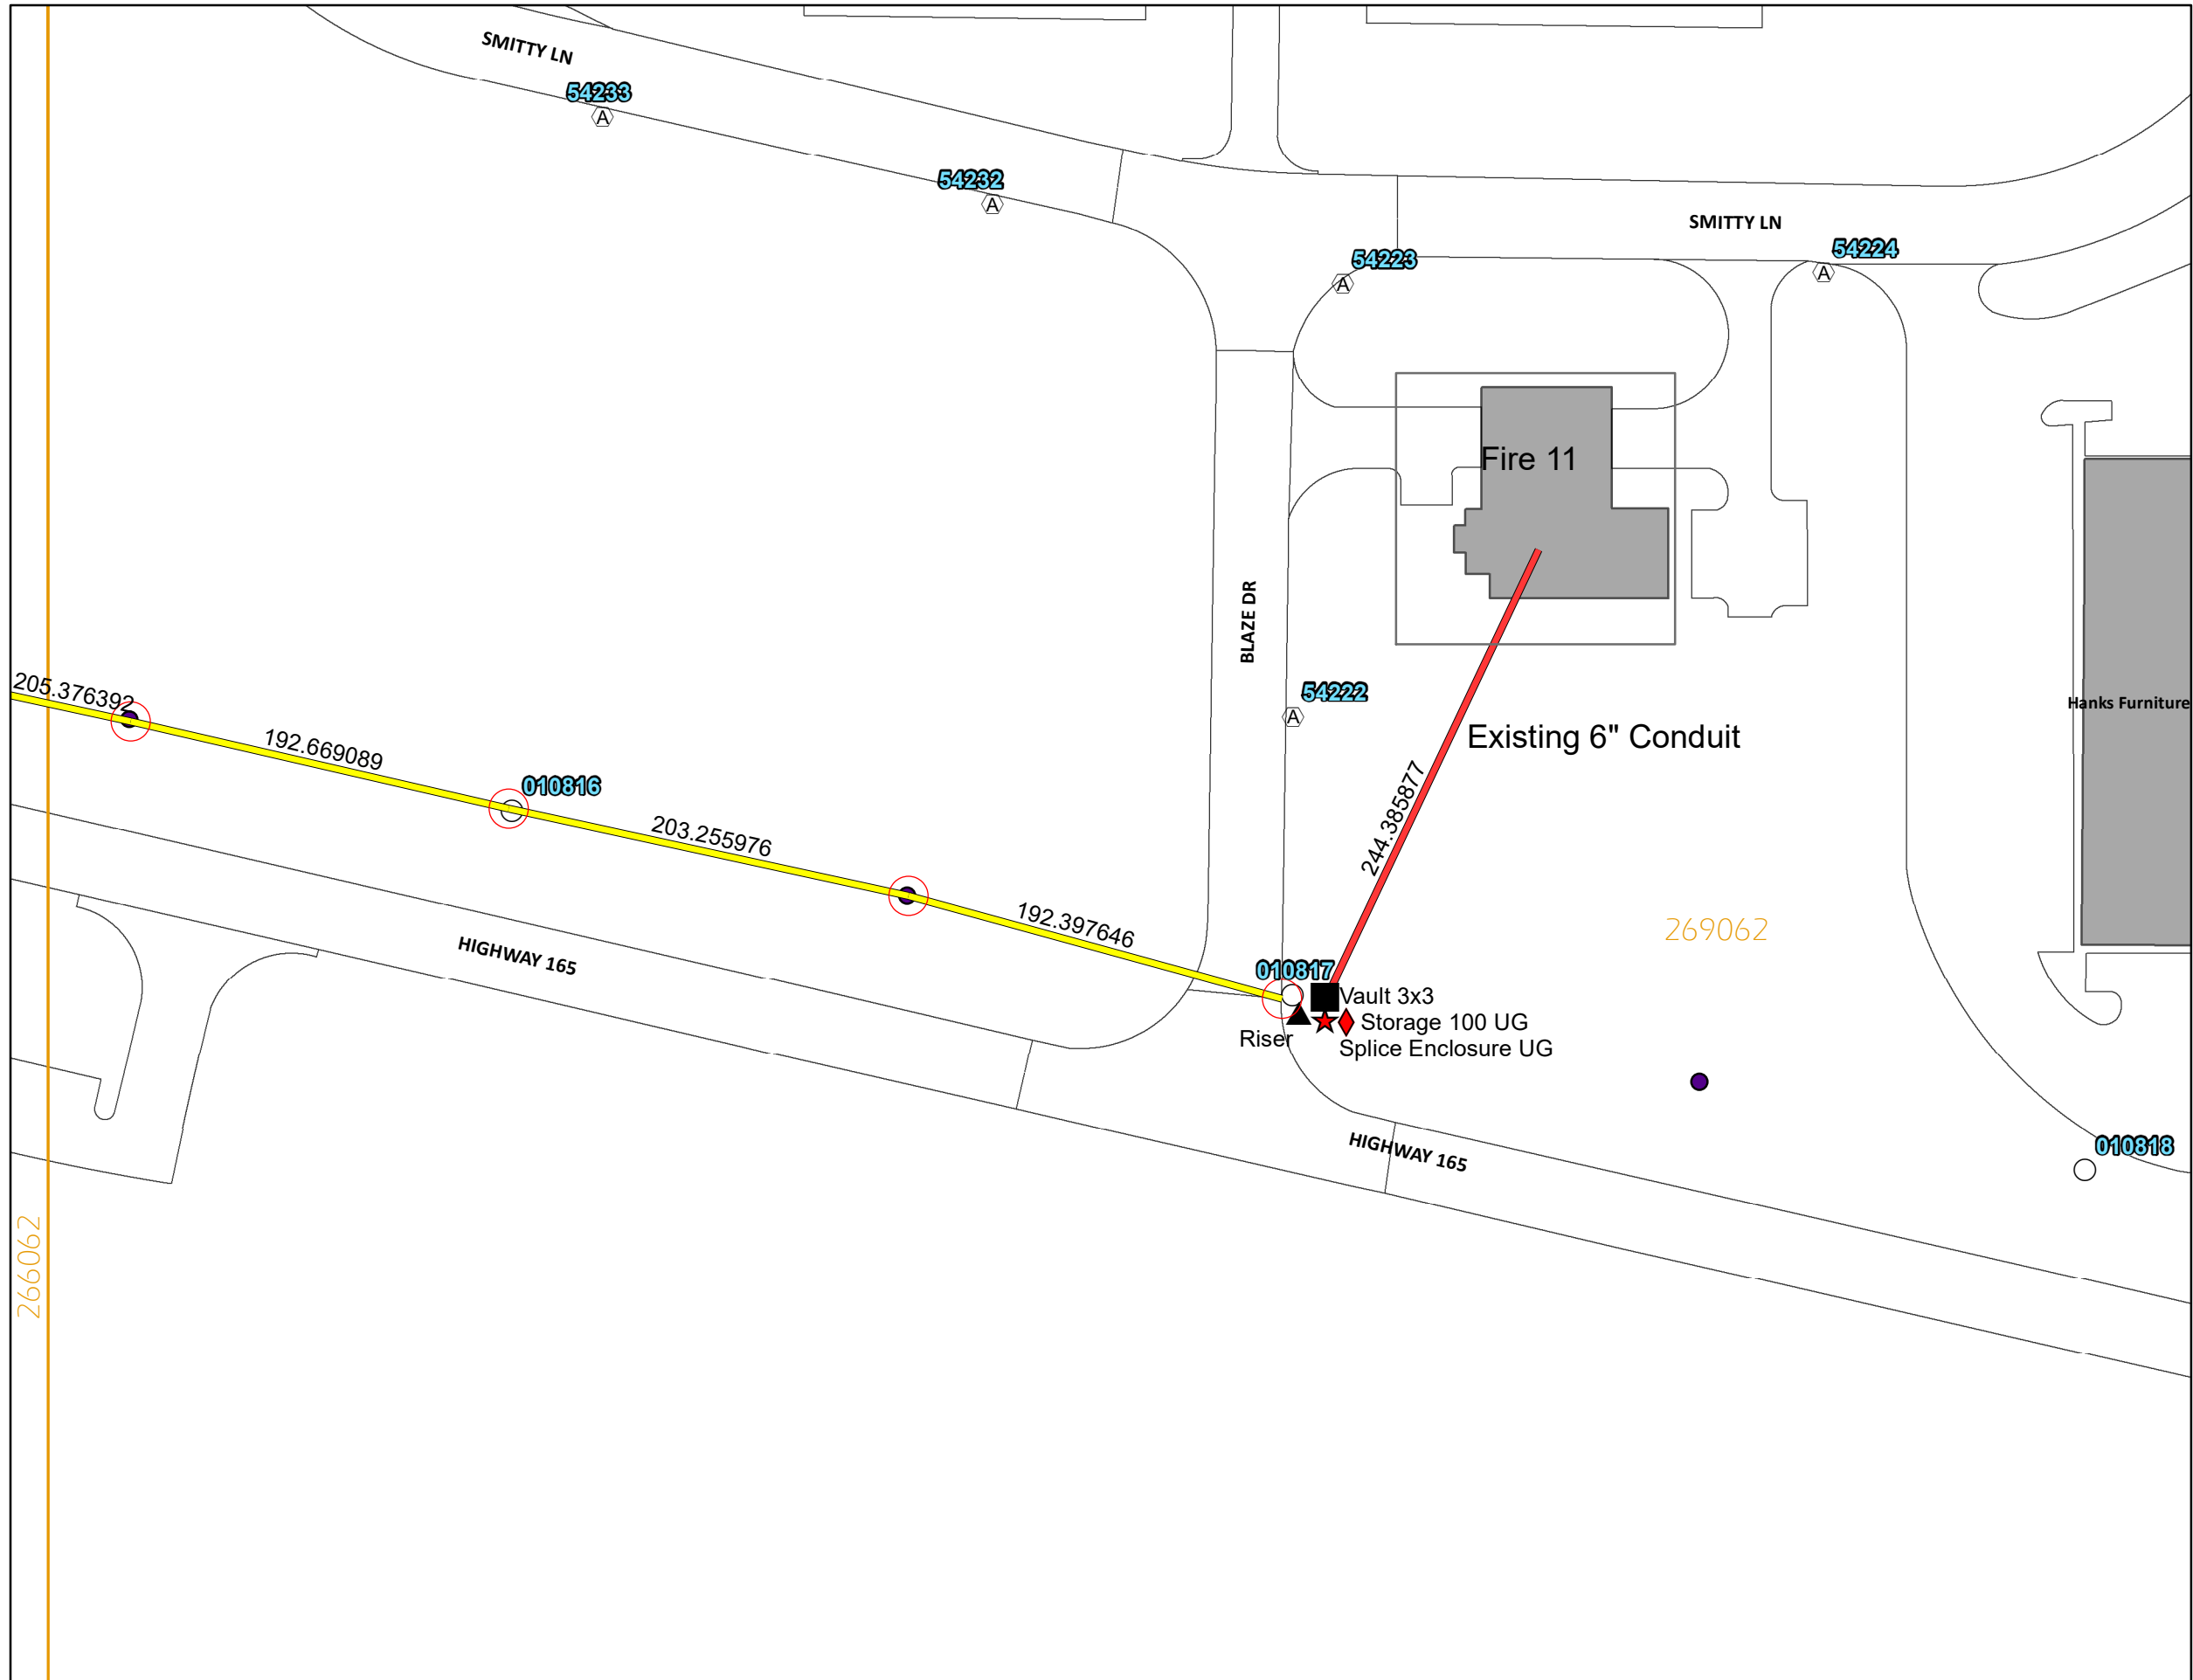 SMITTY LN
54233
A
54232
A
SMITTY LN
54223
A
54224
A
Fire 11
BLAZE DR
54222
A
Hanks Furniture
205.376392
192.669089
Existing 6" Conduit
010816
203.255976
244.385877
192.397646
269062
HIGHWAY 165
010817
Vault 3x3
Storage 100 UG
Riser
Splice Enclosure UG
HIGHWAY 165
010818
266062